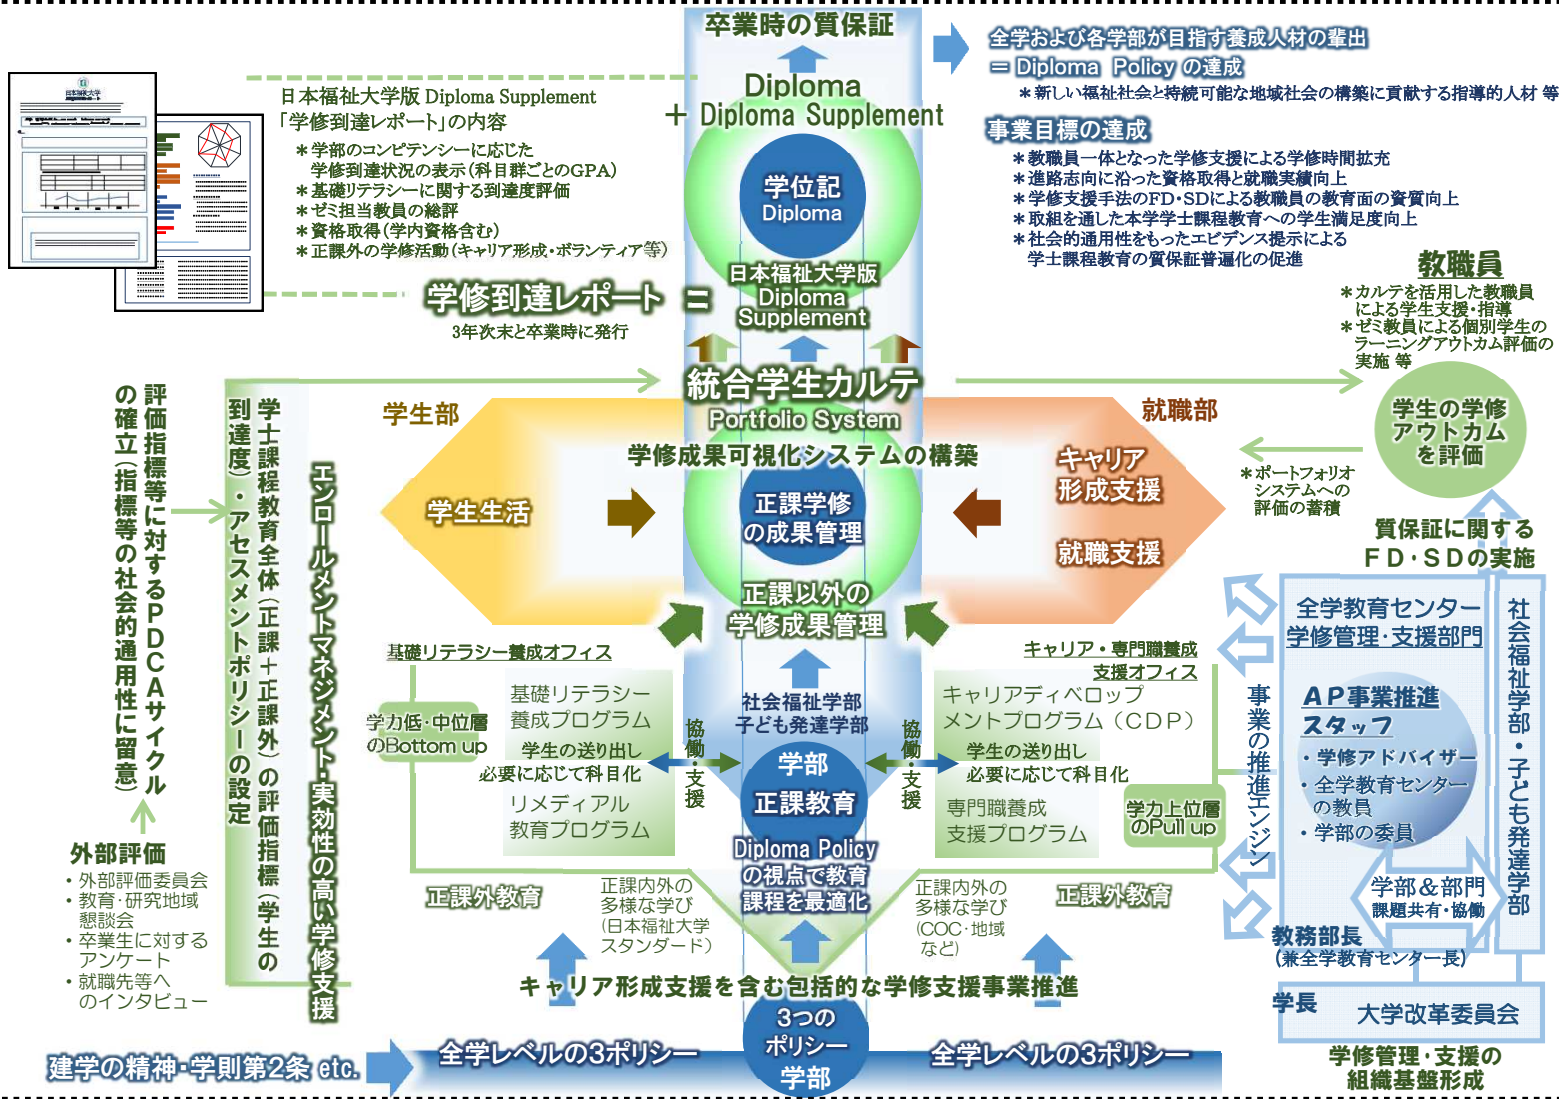 卒業時の質保証
Diploma
+ Diploma Supplement
学位記
Diploma
日本福祉大学版
Diploma
Supplement
全学および各学部が目指す養成人材の輩出
= Diploma Policy の達成
*新しい福祉社会と持続可能な地域社会の構築に貢献する指導的人材 等
事業目標の達成
*教職員一体となった学修支援による学修時間拡充
*進路志向に沿った資格取得と就職実績向上
*学修支援手法のFD・SDによる教職員の教育面の資質向上
*取組を通した本学学士課程教育への学生満足度向上
*社会的通用性をもったエビデンス提示による
学士課程教育の質保証普遍化の促進
日本福祉大学版 Diploma Supplement
「学修到達レポート」の内容
*学部のコンピテンシーに応じた
学修到達状況の表示(科目群ごとのGPA)
*基礎リテラシーに関する到達度評価
*ゼミ担当教員の総評
*資格取得(学内資格含む)
*正課外の学修活動(キャリア形成・ボランティア等)
学修到達レポート =
3年次末と卒業時に発行
教職員
*カルテを活用した教職員
による学生支援・指導
*ゼミ教員による個別学生の
ラーニングアウトカム評価の
実施 等
学生の学修
アウトカム
を評価
*ポートフォリオ
システムへの
評価の蓄積
統合学生カルテ
Portfolio System
学修成果可視化システムの構築
正課学修
の成果管理
正課以外の
学修成果管理
学生部
学生生活
就職部
キャリア
形成支援
就職支援
評価指標等に対するPDCAサイクル
の確立(指標等の社会的通用性に留意)
学士課程教育全体(正課+正課外)の評価指標(学生の
到達度)・アセスメントポリシーの設定
エンロールメントマネジメント・実効性の高い学修支援
外部評価
・外部評価委員会
・教育・研究地域
懇談会
・卒業生に対する
アンケート
・就職先等へ
のインタビュー
基礎リテラシー養成オフィス
学力低・中位層
のBottom up
基礎リテラシー
養成プログラム
学生の送り出し
必要に応じて科目化
リメディアル
教育プログラム
協働・支援
正課外教育
正課内外の
多様な学び
(日本福祉大学
スタンダード)
社会福祉学部
子ども発達学部
学部
正課教育
Diploma Policy
の視点で教育
課程を最適化
キャリア・専門職養成
支援オフィス
キャリアディベロップ
メントプログラム(CDP)
学生の送り出し
必要に応じて科目化
専門職養成
支援プログラム
協働・支援
学力上位層
のPull up
正課内外の
多様な学び
(COC・地域
など)
正課外教育
質保証に関する
FD・SDの実施
全学教育センター
学修管理・支援部門
AP事業推進
スタッフ
・学修アドバイザー
・全学教育センター
の教員
・学部の委員
社会福祉学部・子ども発達学部
事業の推進エンジン
学部&部門
課題共有・協働
教務部長
(兼全学教育センター長)
学長
大学改革委員会
学修管理・支援の
組織基盤形成
キャリア形成支援を含む包括的な学修支援事業推進
3つの
ポリシー
学部
建学の精神・学則第2条 etc.
全学レベルの3ポリシー
全学レベルの3ポリシー